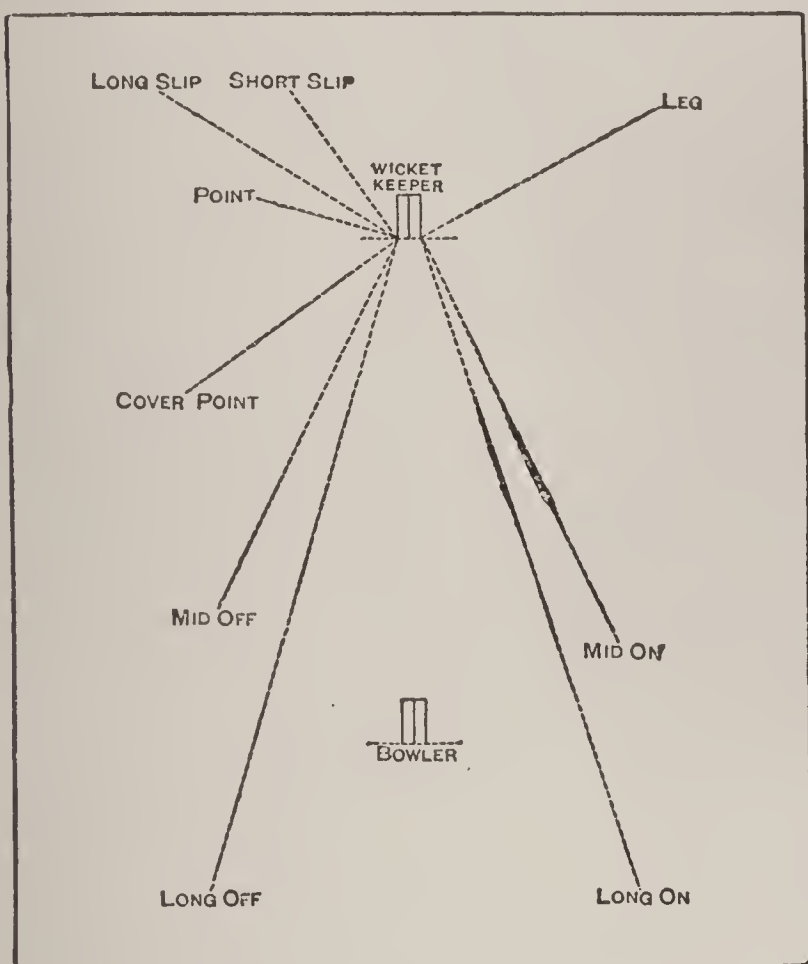 LONG SLIP SHORT SLIP
LEG
WICKET
KEEPER
POINT
COVER POINT
MID OFF
MID ON
BOWLER
LONG OFF
LONG ON